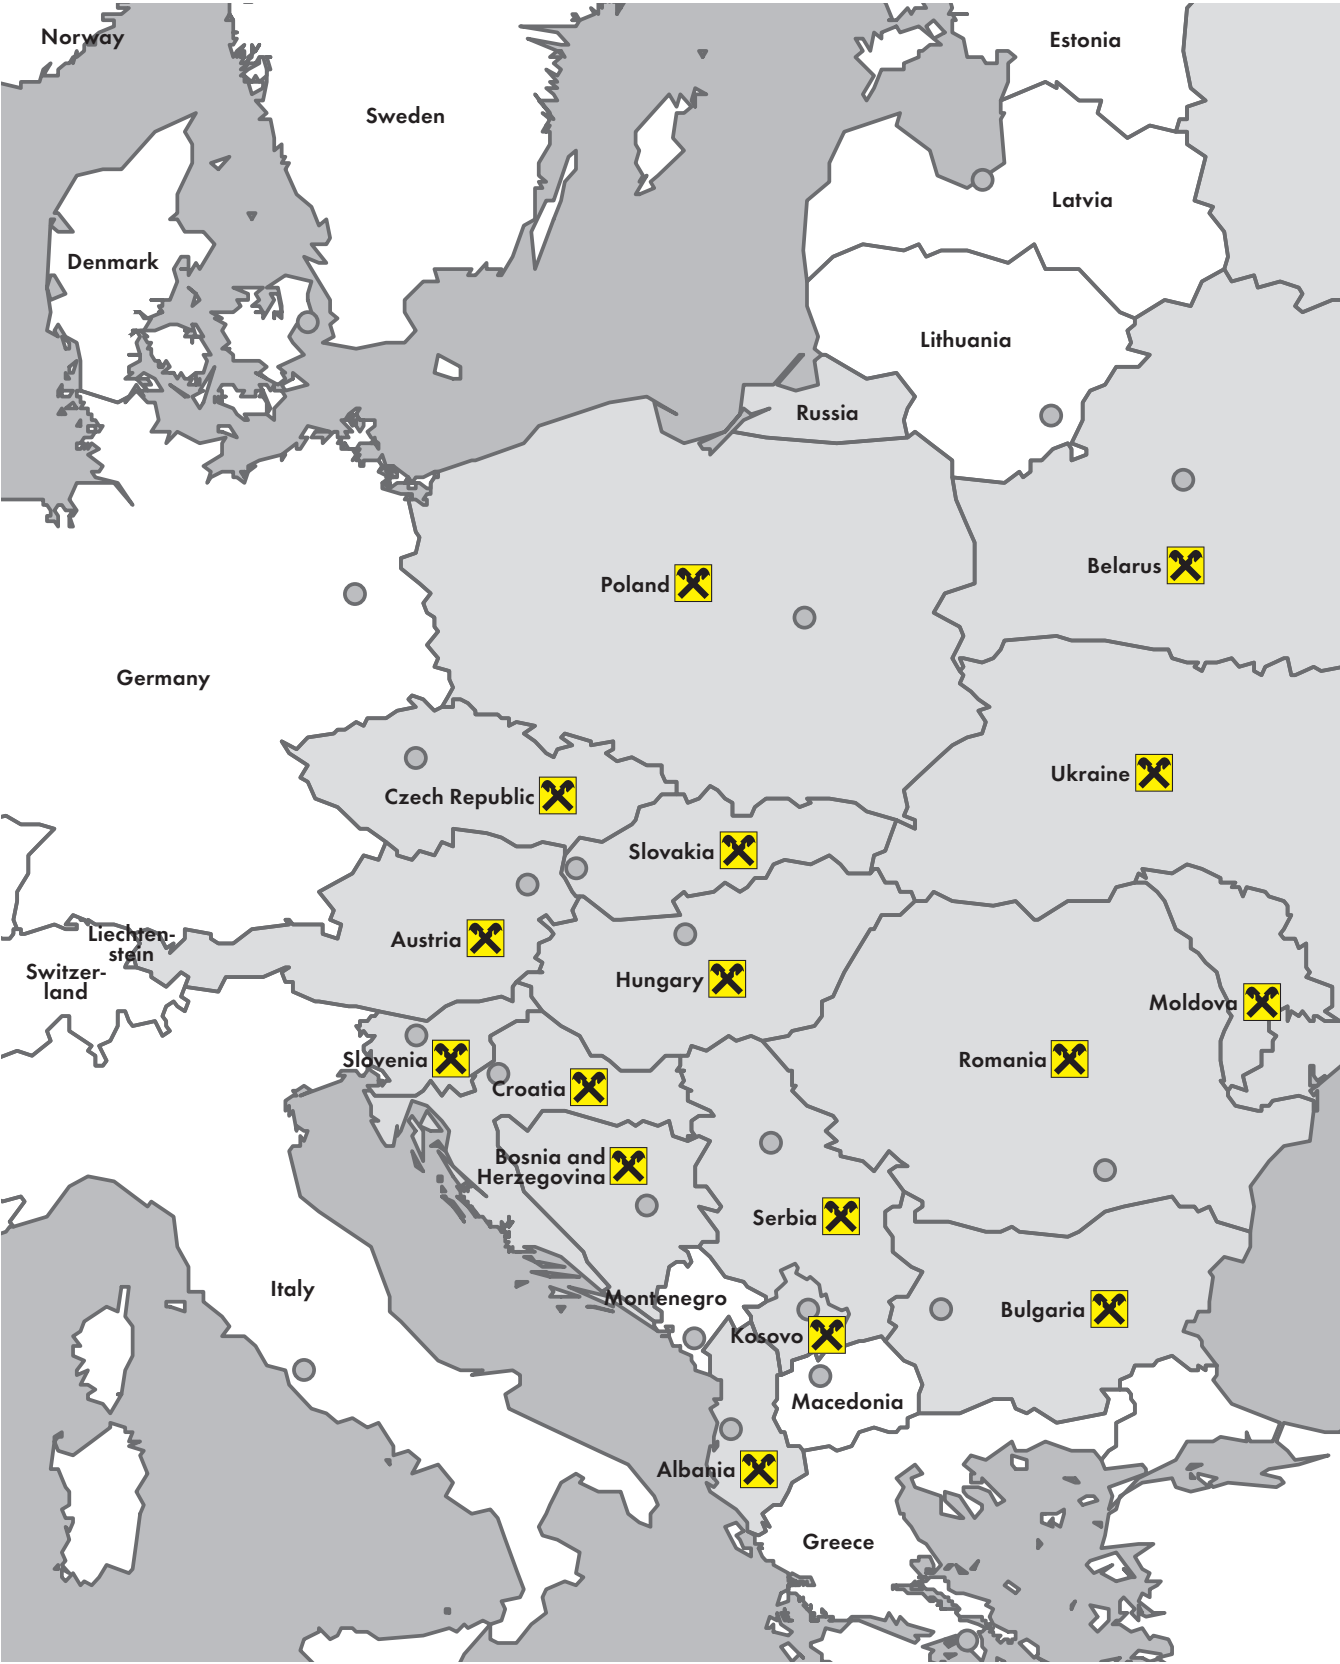 Norway
Estonia
Sweden
Latvia
Denmark
Lithuania
Russia
Belarus
Poland
Germany
Ukraine
Czech Republic
Slovakia
Liechten-
stein
Austria
Switzer-
land
Hungary
Moldova
Slovenia
Romania
Croatia
Bosnia and
Herzegovina
Serbia
Italy
Montenegro
Bulgaria
Kosovo
Macedonia
Albania
Greece